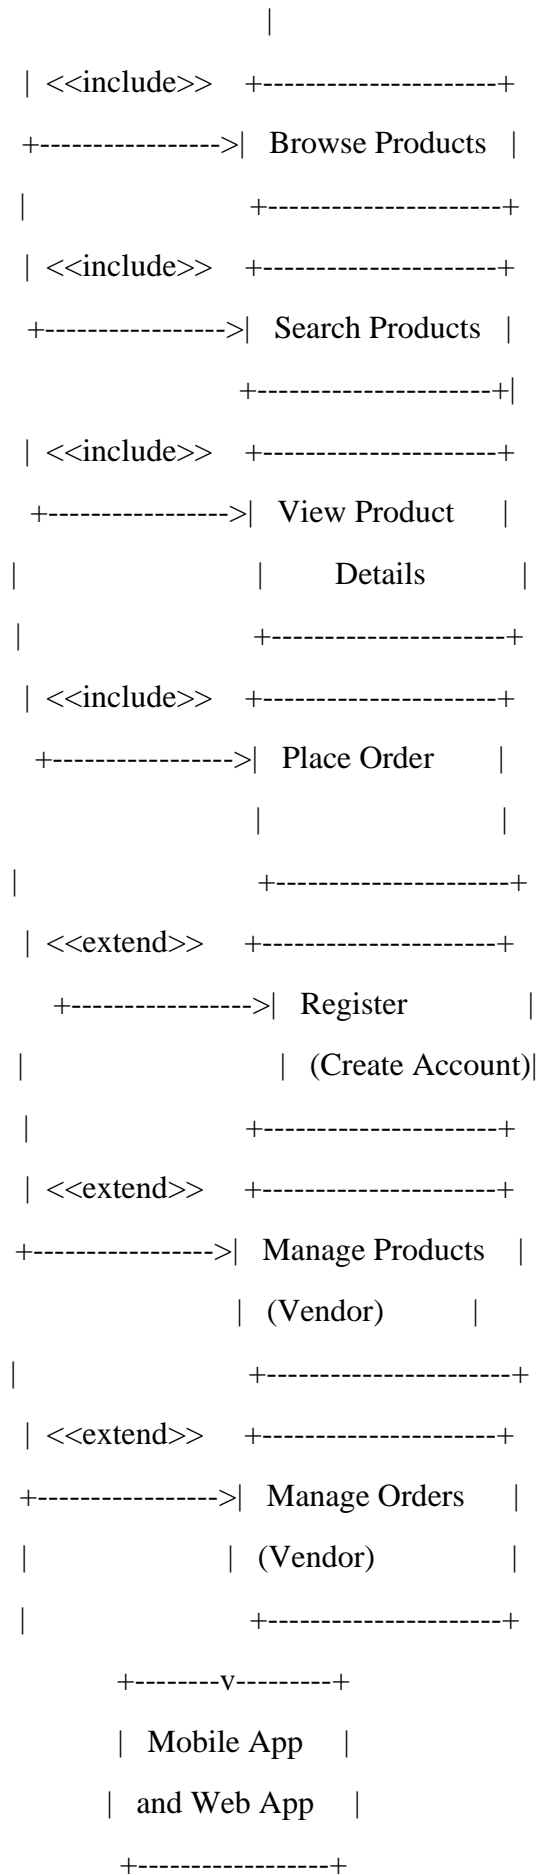 |
| <<include>> +----------------------+
+----------------->| Browse Products |
| +----------------------+
| <<include>> +----------------------+
+----------------->| Search Products |
+----------------------+|
| <<include>> +----------------------+
+----------------->| View Product |
| | Details |
| +----------------------+
| <<include>> +----------------------+
+----------------->| Place Order |
| |
| +----------------------+
| <<extend>> +----------------------+
+----------------->| Register |
| | (Create Account)|
| +----------------------+
| <<extend>> +----------------------+
+----------------->| Manage Products |
| (Vendor) |
| +-----------------------+
| <<extend>> +----------------------+
+----------------->| Manage Orders |
| | (Vendor) |
| +----------------------+
+--------v---------+
| Mobile App |
| and Web App |
+------------------+